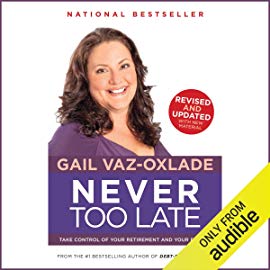 NATIONAL BESTSELLER
REVISED
AND
UPDATED
WITH NEW
MATERIAL
GAIL VAZ-OXLADE
NEVER
TOO LATE
TAKE CONTROL OF YOUR RETIREMENT AND YOUR
FROM THE #1 BESTSELLING AUTHOR OF DEBT-
ONLY FROM
audible